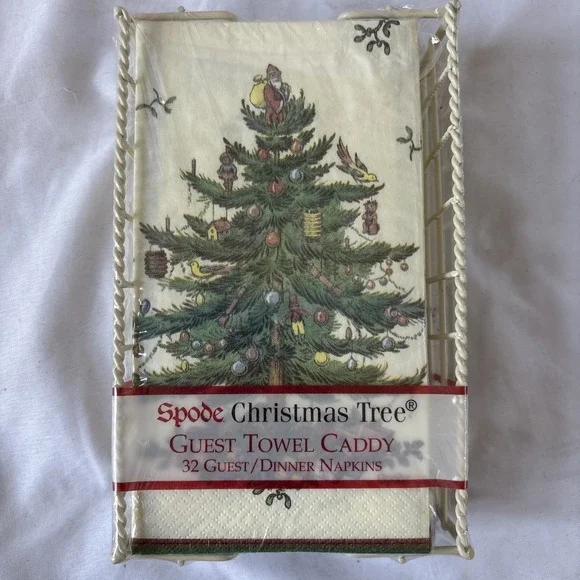 Spode Christmas Tree®
GUEST TOWEL CADDY
32 GUEST/DINNER NAPKINS